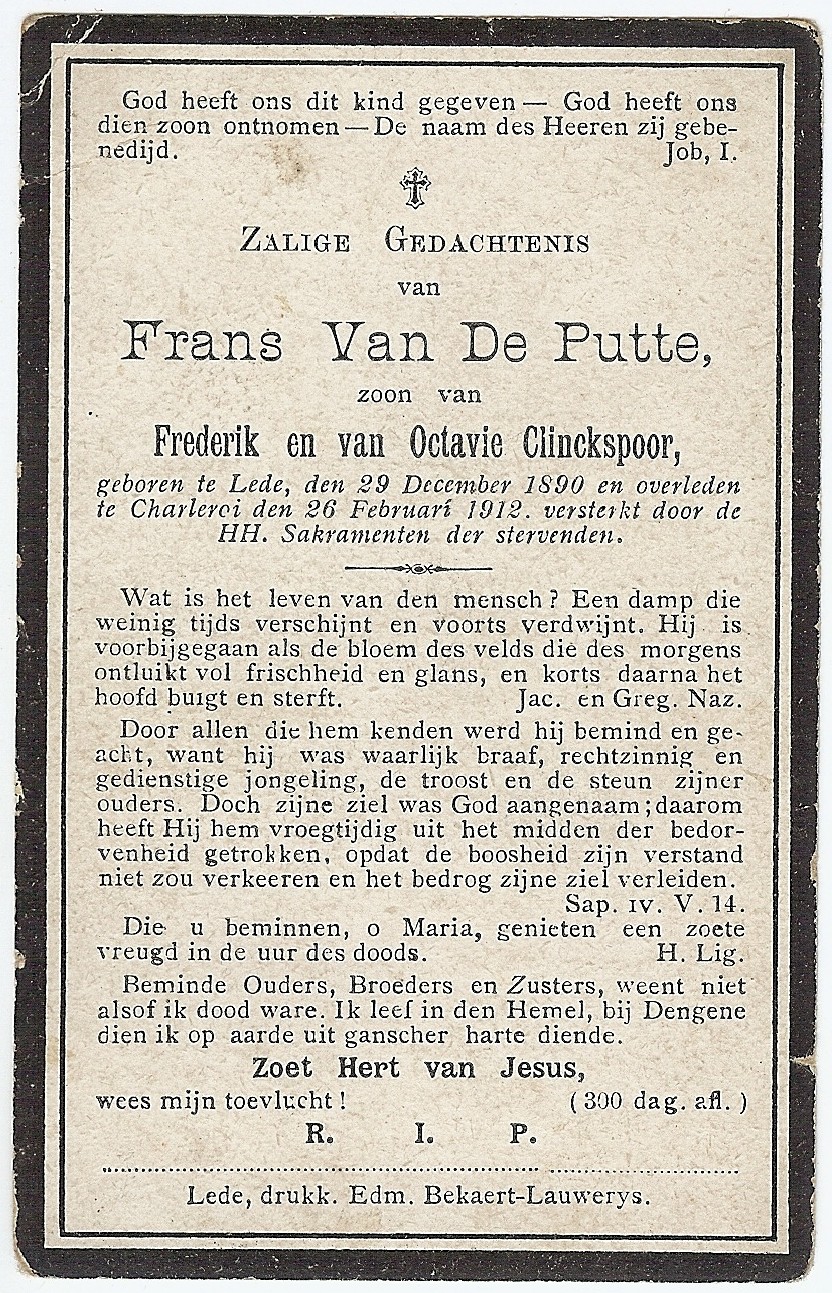 God heeft ons dit kind gegeven — God heeft ons
dien zoon ontnomen — De naam des Heeren zij gebe-
nedijd. Job, I.
ZALIGE GEDACHTENIS
van
Frans Van De Putte,
zoon van
Frederik en van Octavie Clinckspoor,
geboren te Lede, den 29 December 1890 en overleden
te Charleroi den 26 Februari 1912. versterkt door de
HH. Sakramenten der stervenden.
Wat is het leven van den mensch? Een damp die
weinig tijds verschijnt en voorts verdwijnt. Hij is
voorbijgegaan als de bloem des velds die des morgens
ontluikt vol frischheid en glans, en korts daarna het
hoofd buigt en sterft. Jac. en Greg. Naz.
Door allen die hem kenden werd hij bemind en ge-
acht, want hij was waarlijk braaf, rechtzinnig en
gedienstige jongeling, de troost en de steun zijner
ouders. Doch zijne ziel was God aangenaam; daarom
heeft Hij hem vroegtijdig uit het midden der bedor-
venheid getrokken, opdat de boosheid zijn verstand
niet zou verkeeren en het bedrog zijne ziel verleiden.
Sap. IV. V. 14.
Die u beminnen, o Maria, genieten een zoete
vreugd in de uur des doods. H. Lig.
Beminde Ouders, Broeders en Zusters, weent niet
alsof ik dood ware. Ik leef in den Hemel, bij Dengene
dien ik op aarde uit ganscher harte diende.
Zoet Hert van Jesus,
wees mijn toevlucht! (300 dag. afl.)
R. I. P.
Lede, drukk. Edm. Bekaert-Lauwerys.